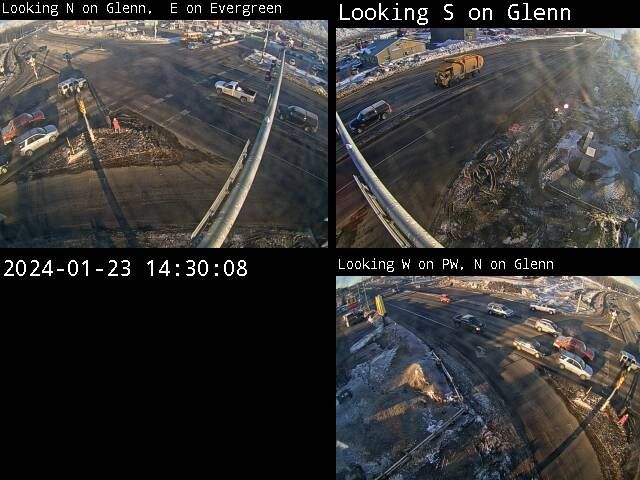 Looking N on Glenn,  E on Evergreen
Looking S on Glenn
2024-01-23 14:30:08
Looking W on PW, N on Glenn